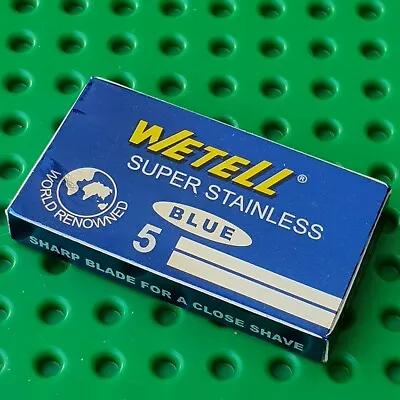 WETELL®
SUPER STAINLESS
BLUE
5
WORLD RENOWNED
SHARP BLADE FOR A CLOSE SHAVE